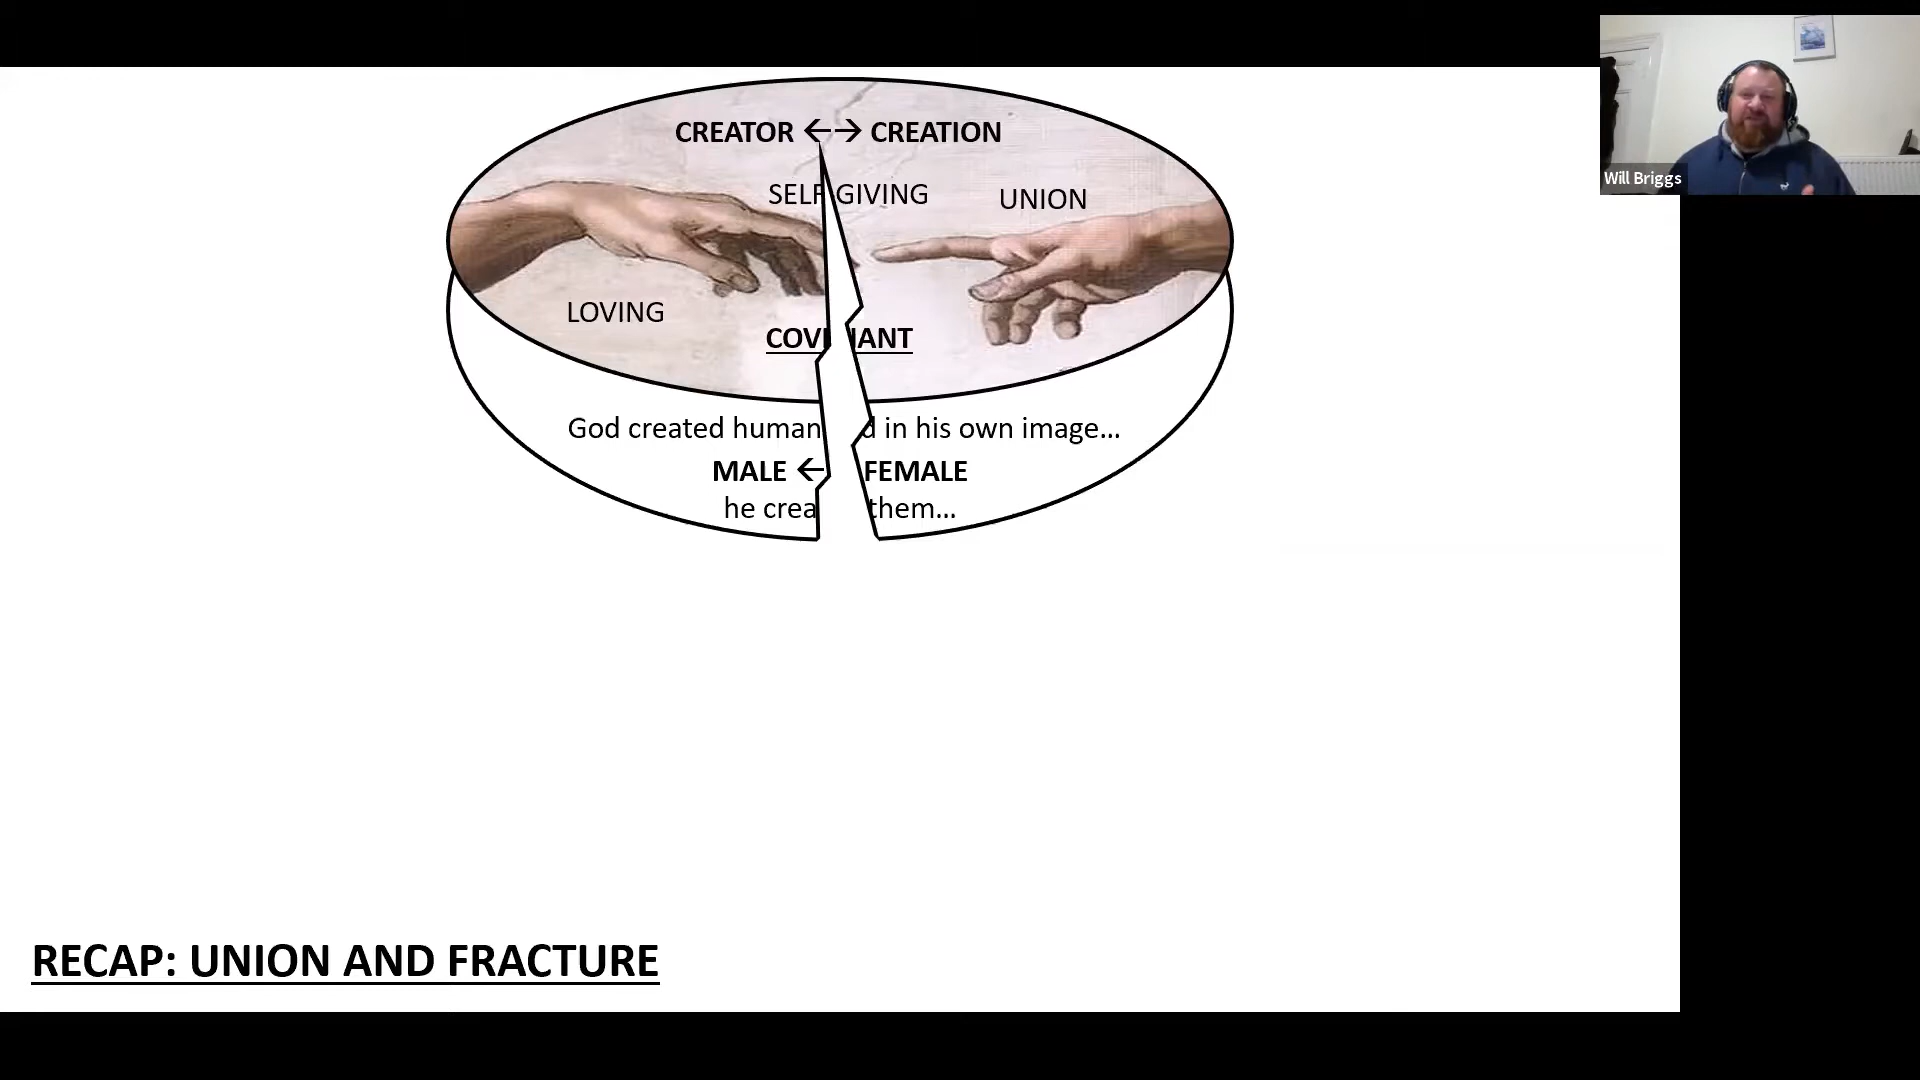 CREATOR ←→ CREATION
SELF GIVING
UNION
LOVING
COV NANT
God created human d in his own image...
MALE ← FEMALE
he crea them...
RECAP: UNION AND FRACTURE
Will Briggs